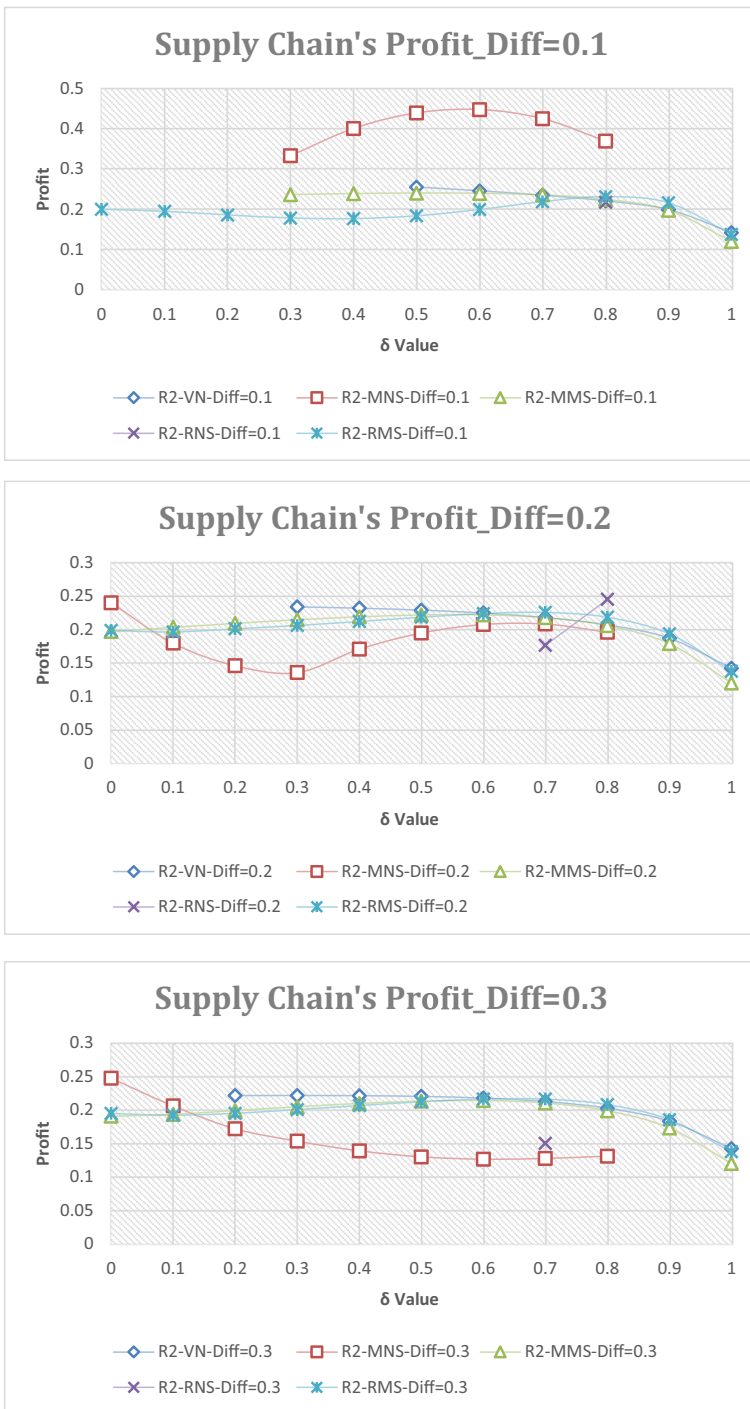 Supply Chain's Profit_Diff=0.1
0.5
0.4
0.3
0.2
0.1
0
Profit
0 0.1 0.2 0.3 0.4 0.5 0.6 0.7 0.8 0.9 1
δ Value
R2-VN-Diff=0.1 R2-MNS-Diff=0.1 R2-MMS-Diff=0.1
R2-RNS-Diff=0.1 R2-RMS-Diff=0.1
Supply Chain's Profit_Diff=0.2
0.3
0.25
0.2
0.15
0.1
0.05
0
Profit
0 0.1 0.2 0.3 0.4 0.5 0.6 0.7 0.8 0.9 1
δ Value
R2-VN-Diff=0.2 R2-MNS-Diff=0.2 R2-MMS-Diff=0.2
R2-RNS-Diff=0.2 R2-RMS-Diff=0.2
Supply Chain's Profit_Diff=0.3
0.3
0.25
0.2
0.15
0.1
0.05
0
Profit
0 0.1 0.2 0.3 0.4 0.5 0.6 0.7 0.8 0.9 1
δ Value
R2-VN-Diff=0.3 R2-MNS-Diff=0.3 R2-MMS-Diff=0.3
R2-RNS-Diff=0.3 R2-RMS-Diff=0.3